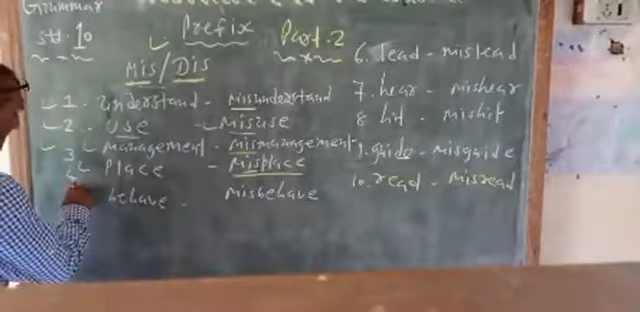 Grammar
Std. 10
Prefix
Part-2
Mis/Dis
1. Understand - misunderstand
2. Use - Misuse
3. Management - mismanagement
4. Place - Misplace
behave - misbehave
6. lead - mislead
7. hear - mishear
8 hit - mishit
9. guide - misguide
10. read - misread